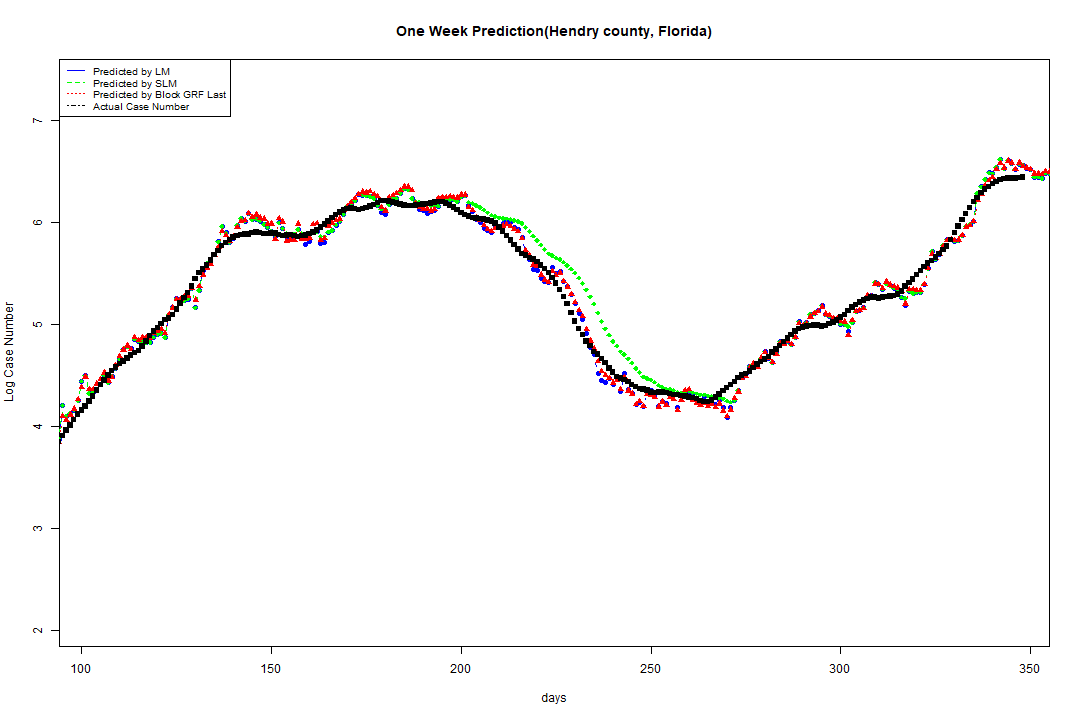 One Week Prediction(Hendry county, Florida)
Predicted by LM
Predicted by SLM
Predicted by Block GRF Last
Actual Case Number
7
6
5
4
3
2
Log Case Number
100 150 200 250 300 350
days